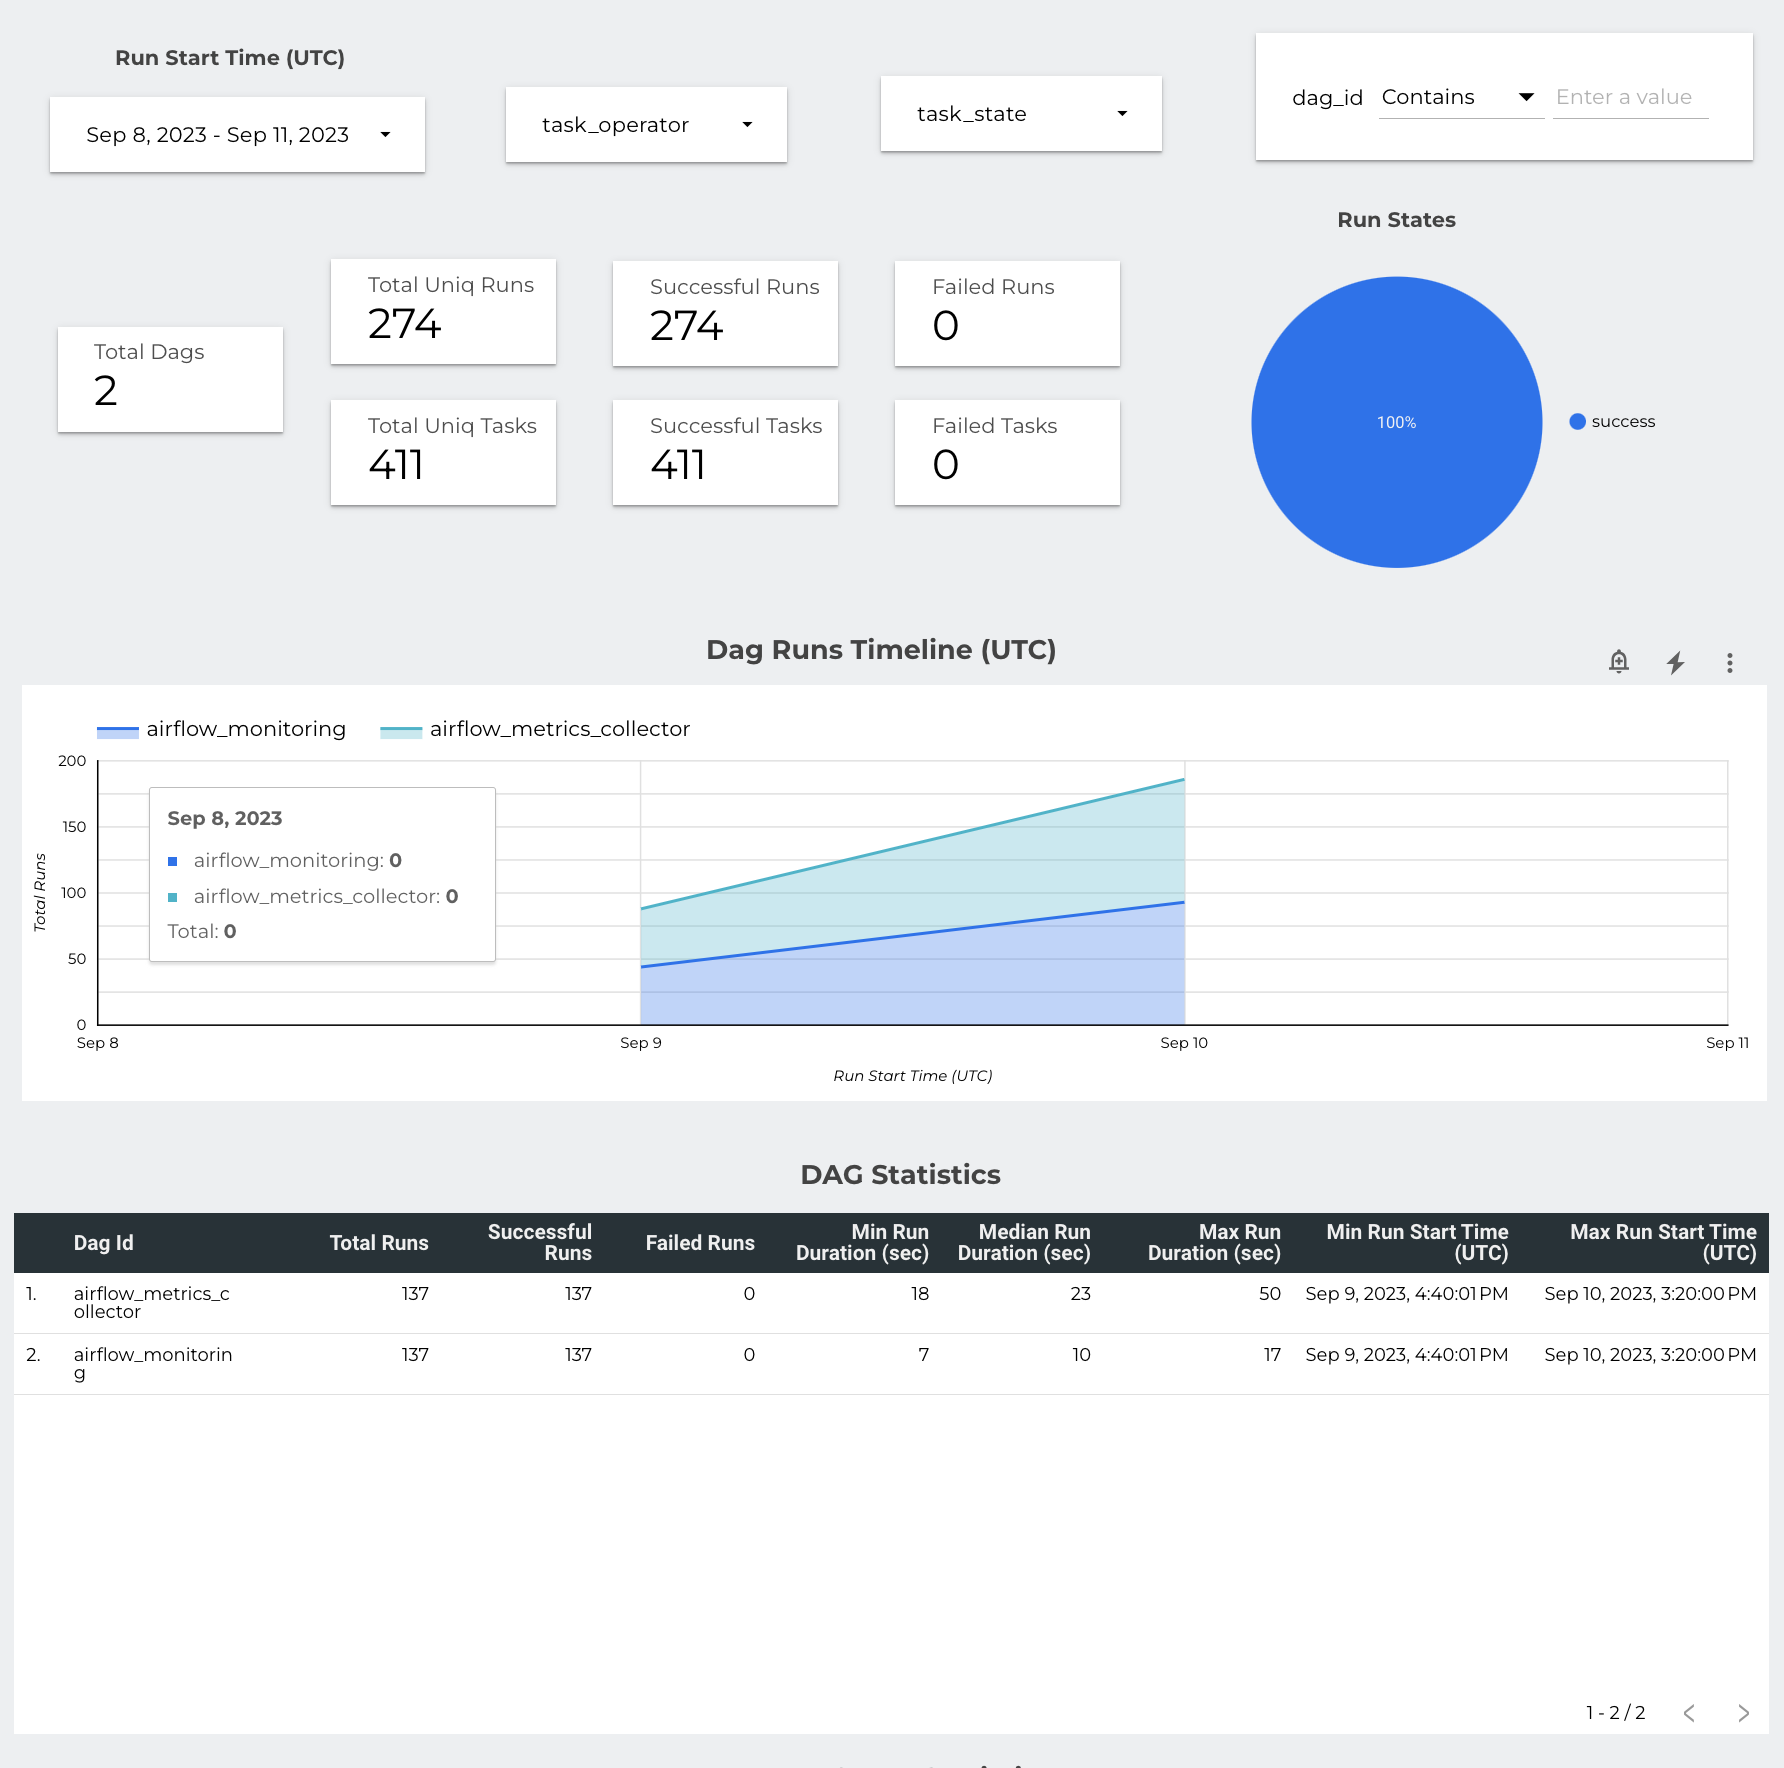 Run Start Time (UTC)
Sep 8, 2023 - Sep 11, 2023
task_operator
task_state
dag_id Contains Enter a value
Run States
Total Dags
2
Total Uniq Runs
274
Successful Runs
274
Failed Runs
0
Total Uniq Tasks
411
Successful Tasks
411
Failed Tasks
0
100%
success
Dag Runs Timeline (UTC)
airflow_monitoring airflow_metrics_collector
200
150
100
50
0
Total Runs
Sep 8, 2023
airflow_monitoring: 0
airflow_metrics_collector: 0
Total: 0
Sep 8 Sep 9 Sep 10 Sep 11
Run Start Time (UTC)
DAG Statistics
Dag Id Total Runs Successful Runs Failed Runs Min Run Duration (sec) Median Run Duration (sec) Max Run Duration (sec) Min Run Start Time (UTC) Max Run Start Time (UTC)
1. airflow_metrics_c 137 137 0 18 23 50 Sep 9, 2023, 4:40:01 PM Sep 10, 2023, 3:20:00 PM
ollector
2. airflow_monitorin 137 137 0 7 10 17 Sep 9, 2023, 4:40:01 PM Sep 10, 2023, 3:20:00 PM
g
1 - 2 / 2